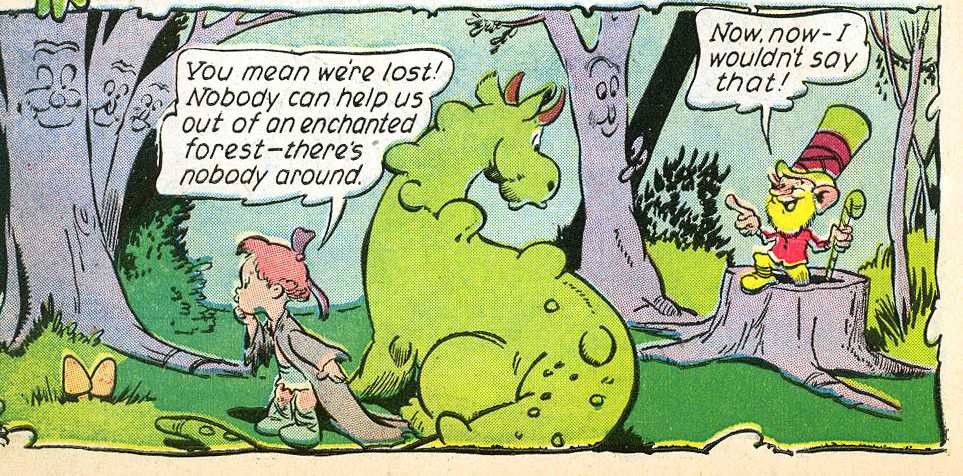 You mean we're lost!
Nobody can help us
out of an enchanted
forest—there's
nobody around.
Now, now—I
wouldn't say
that!